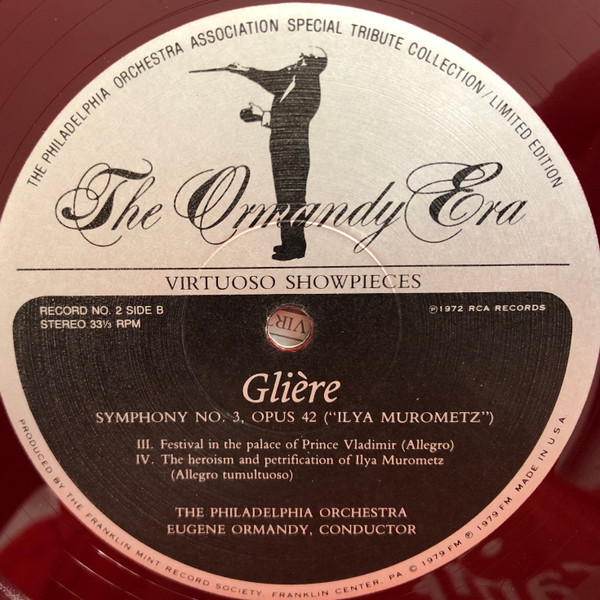 THE PHILADELPHIA ORCHESTRA ASSOCIATION SPECIAL TRIBUTE COLLECTION/LIMITED EDITION
The Ormandy Era
VIRTUOSO SHOWPIECES
RECORD NO. 2 SIDE B
STEREO 33⅓ RPM
℗1972 RCA RECORDS
VIR
Glière
SYMPHONY NO. 3, OPUS 42 ("ILYA MUROMETZ")
III. Festival in the palace of Prince Vladimir (Allegro)
IV. The heroism and petrification of Ilya Murometz
(Allegro tumultuoso)
THE PHILADELPHIA ORCHESTRA
EUGENE ORMANDY, CONDUCTOR
PRODUCED BY THE FRANKLIN MINT RECORD SOCIETY, FRANKLIN CENTER, PA © 1979 FM ℗ 1979 FM MADE IN U.S.A.